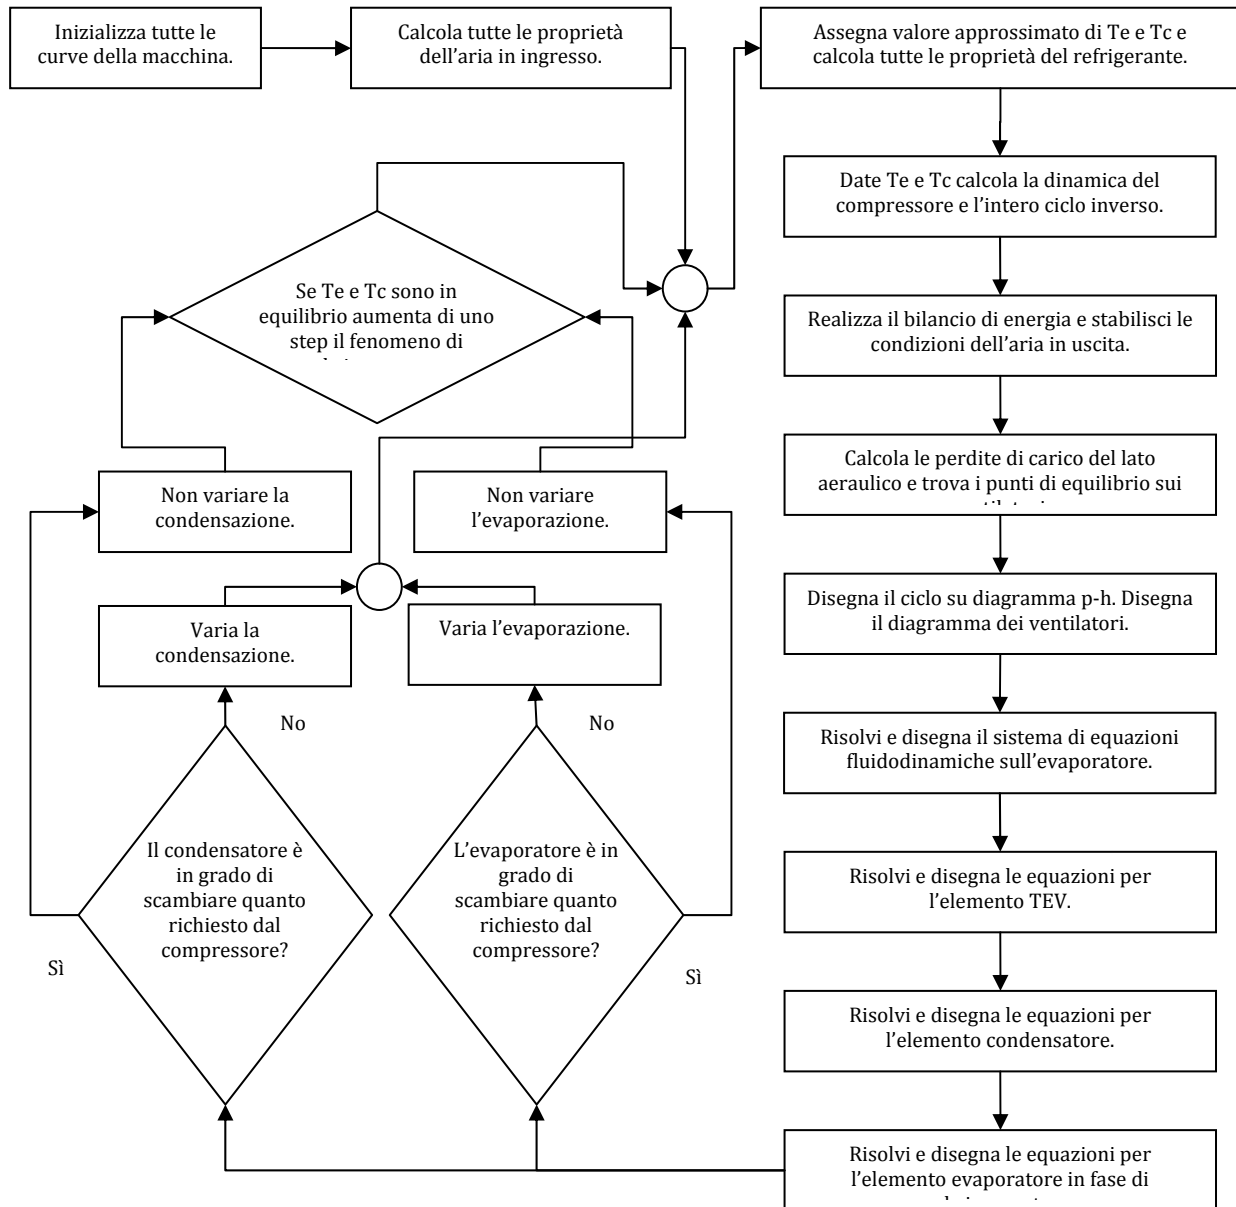 Inizializza tutte le
curve della macchina.
Calcola tutte le proprietà
dell’aria in ingresso.
Assegna valore approssimato di Te e Tc e
calcola tutte le proprietà del refrigerante.
Date Te e Tc calcola la dinamica del
compressore e l’intero ciclo inverso.
Se Te e Tc sono in
equilibrio aumenta di uno
step il fenomeno di
Realizza il bilancio di energia e stabilisci le
condizioni dell’aria in uscita.
Calcola le perdite di carico del lato
aeraulico e trova i punti di equilibrio sui
Non variare la
condensazione.
Non variare
l’evaporazione.
Disegna il ciclo su diagramma p-h. Disegna
il diagramma dei ventilatori.
Varia la
condensazione.
Varia l’evaporazione.
No
No
Risolvi e disegna il sistema di equazioni
fluidodinamiche sull’evaporatore.
Il condensatore è
in grado di
scambiare quanto
richiesto dal
compressore?
L’evaporatore è in
grado di
scambiare quanto
richiesto dal
compressore?
Risolvi e disegna le equazioni per
l’elemento TEV.
Sì
Sì
Risolvi e disegna le equazioni per
l’elemento condensatore.
Risolvi e disegna le equazioni per
l’elemento evaporatore in fase di